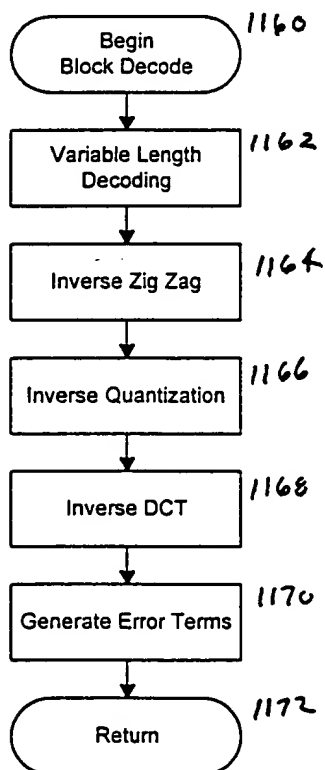 1160
Begin
Block Decode
1162
Variable Length
Decoding
1164
Inverse Zig Zag
1166
Inverse Quantization
1168
Inverse DCT
1170
Generate Error Terms
1172
Return